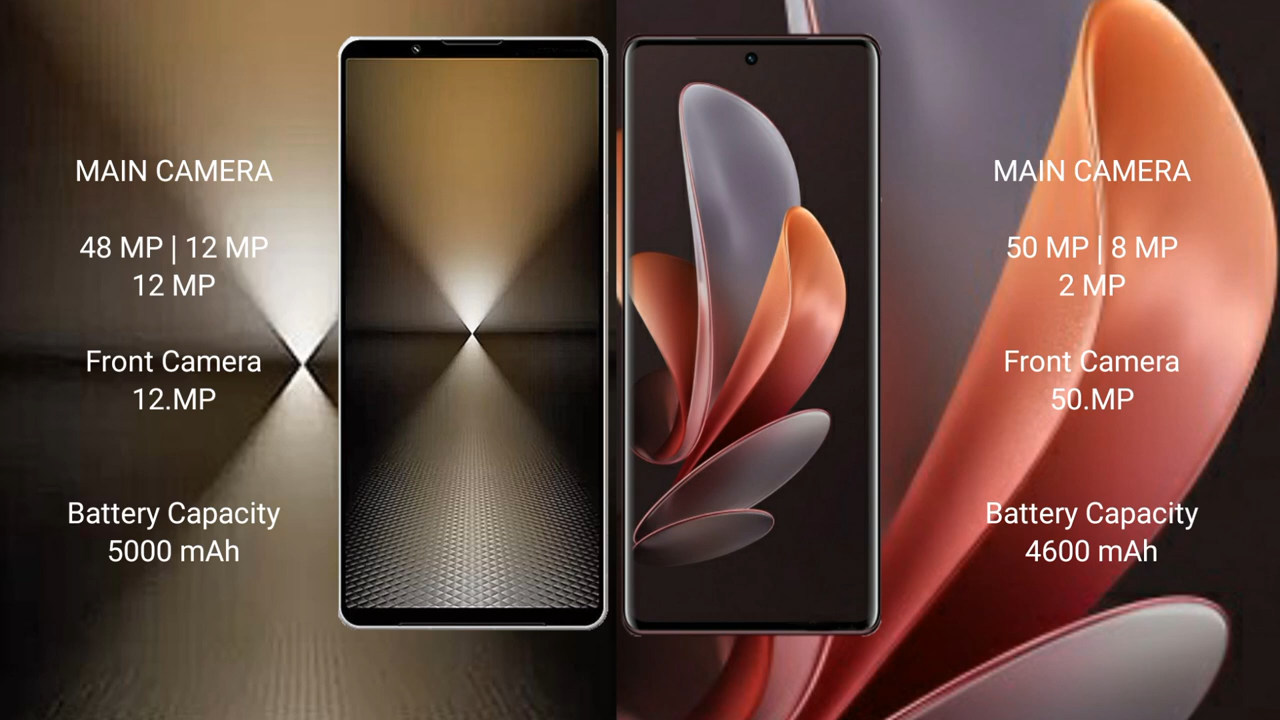 MAIN CAMERA
48 MP | 12 MP
12 MP
Front Camera
12.MP
Battery Capacity
5000 mAh
MAIN CAMERA
50 MP | 8 MP
2 MP
Front Camera
50.MP
Battery Capacity
4600 mAh